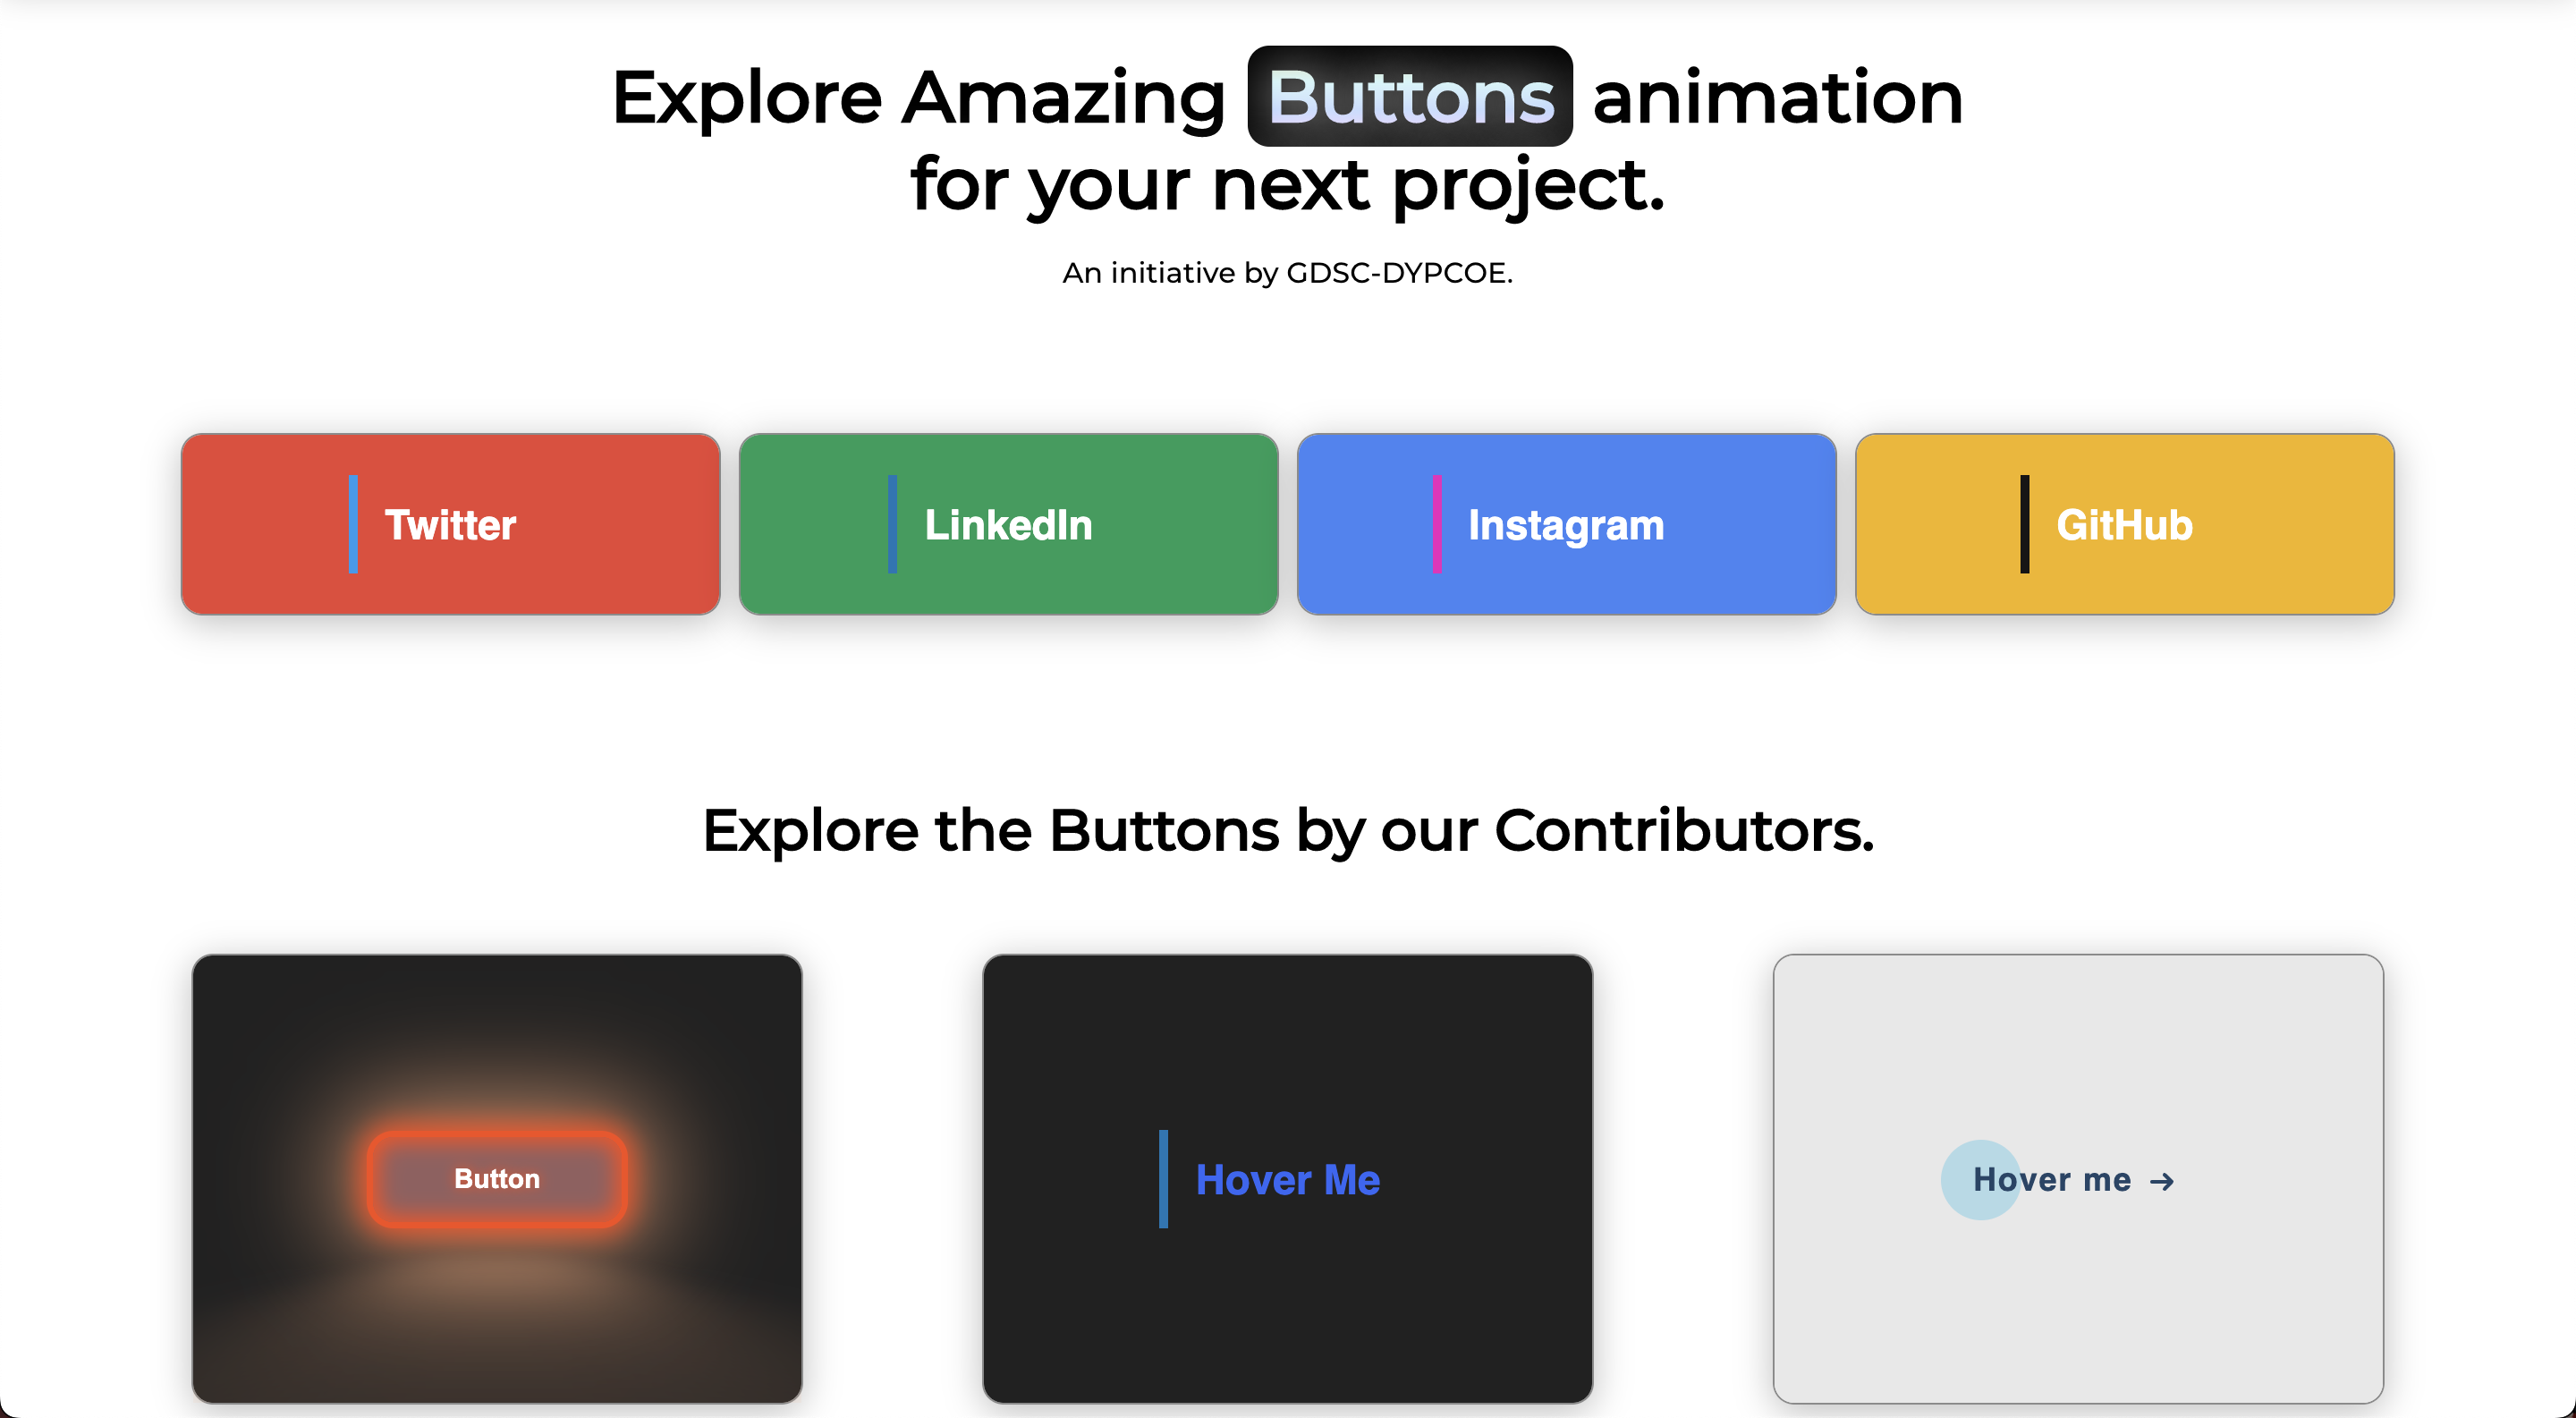 Explore Amazing Buttons animation
for your next project.
An initiative by GDSC-DYPCOE.
Twitter
LinkedIn
Instagram
GitHub
Explore the Buttons by our Contributors.
Button
Hover Me
Hover me →